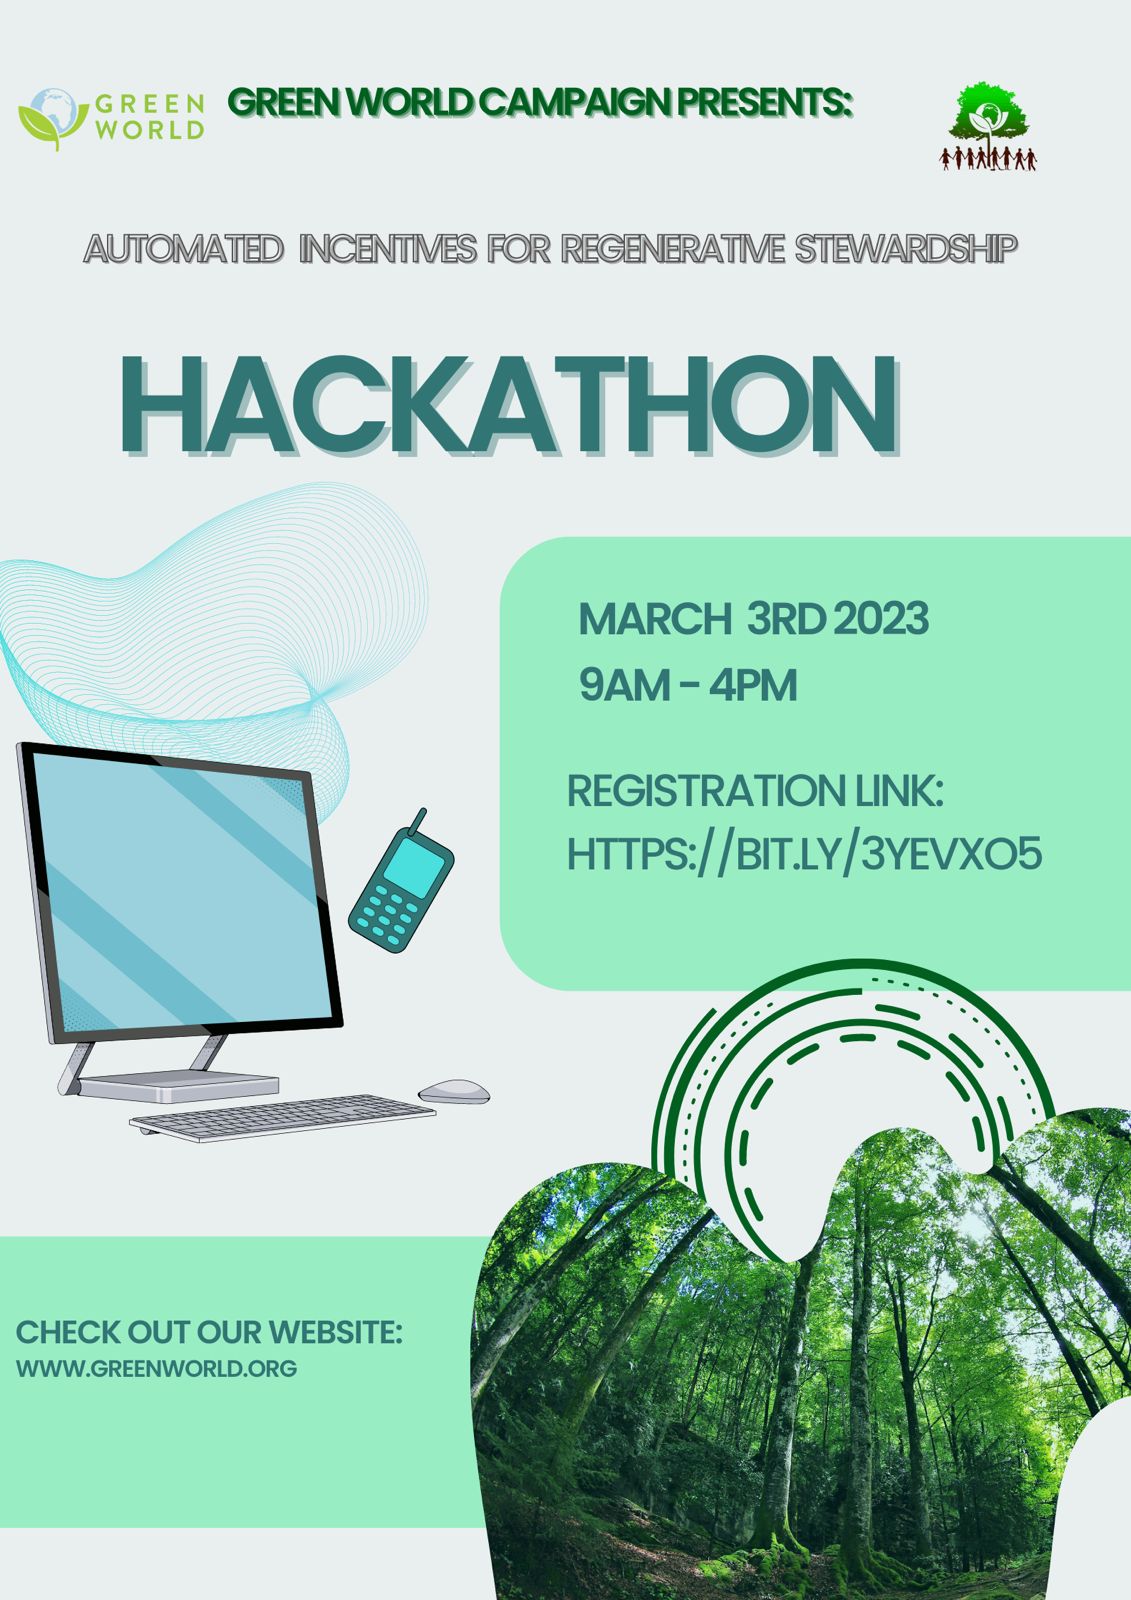 GREEN
WORLD
GREEN WORLD CAMPAIGN PRESENTS:
AUTOMATED INCENTIVES FOR REGENERATIVE STEWARDSHIP
HACKATHON
MARCH 3RD 2023
9AM - 4PM
REGISTRATION LINK:
HTTPS://BIT.LY/3YEVXO5
CHECK OUT OUR WEBSITE:
WWW.GREENWORLD.ORG